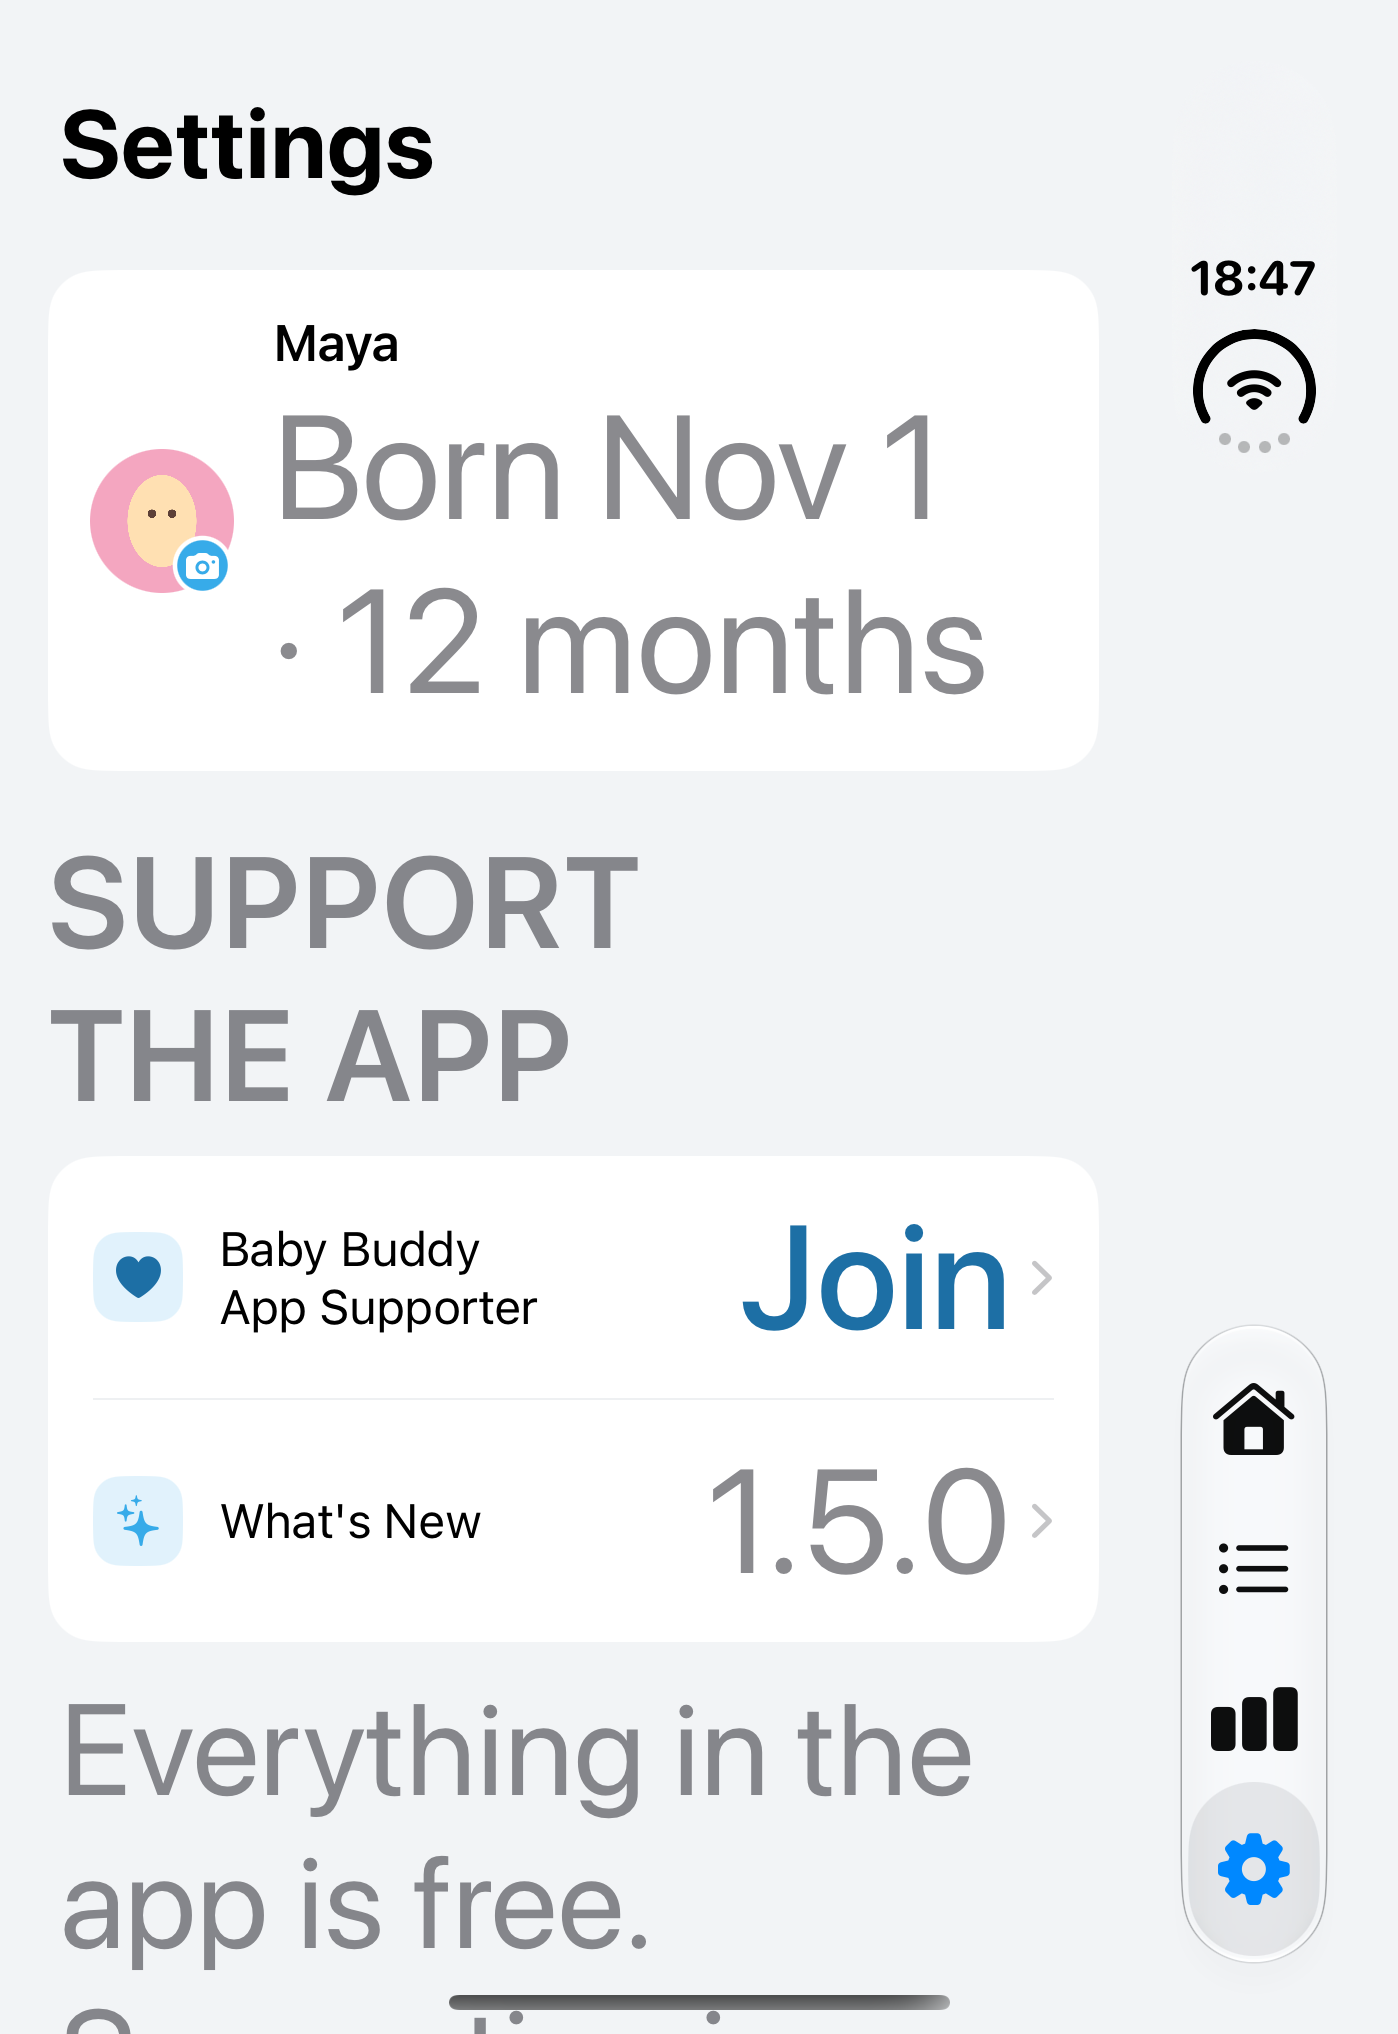 Settings
18:47
Maya
Born Nov 1
· 12 months
SUPPORT
THE APP
Baby Buddy
App Supporter
Join
What's New
1.5.0
Everything in the
app is free.